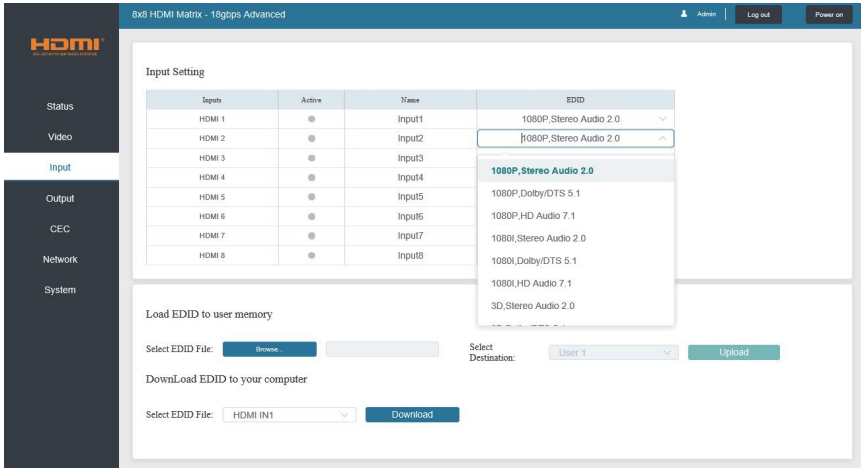 8x8 HDMI Matrix - 18gbps Advanced
Admin
Log out
Power on
HDMI
Status
Video
Input
Output
CEC
Network
System
Input Setting
Inputs Active Name EDID
HDMI 1 Input1 1080P,Stereo Audio 2.0
HDMI 2 Input2 1080P,Stereo Audio 2.0
HDMI 3 Input3
HDMI 4 Input4
HDMI 5 Input5
HDMI 6 Input6
HDMI 7 Input7
HDMI 8 Input8
1080P,Stereo Audio 2.0
1080P,Dolby/DTS 5.1
1080P,HD Audio 7.1
1080I,Stereo Audio 2.0
1080I,Dolby/DTS 5.1
1080I,HD Audio 7.1
3D,Stereo Audio 2.0
Load EDID to user memory
Select EDID File: Browse...
Select
Destination: User 1 Upload
DownLoad EDID to your computer
Select EDID File: HDMI IN1 Download